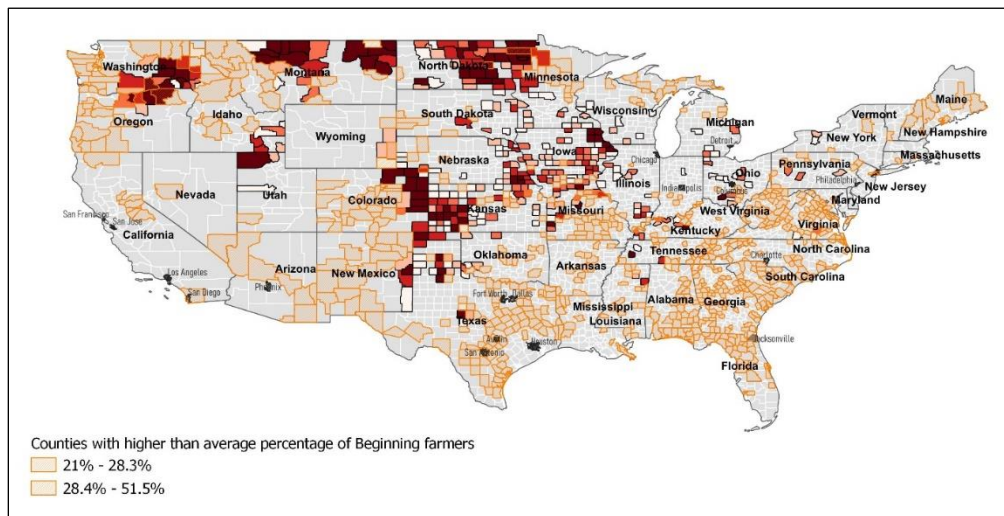 Washington
Montana
North Dakota
Minnesota
Oregon
Idaho
Wyoming
South Dakota
Wisconsin
Michigan
Vermont
Maine
New York
New Hampshire
Massachusetts
Nebraska
Iowa
Chicago
Detroit
Pennsylvania
Philadelphia
New Jersey
Nevada
Utah
Colorado
Kansas
Missouri
Illinois
Indianapolis
Ohio
Columbus
Maryland
West Virginia
Virginia
San Francisco
San Jose
California
Kentucky
Los Angeles
San Diego
Arizona
Phoenix
New Mexico
Oklahoma
Arkansas
Tennessee
North Carolina
Charlotte
South Carolina
Fort Worth
Dallas
Mississippi
Alabama
Georgia
Texas
Louisiana
Austin
San Antonio
Houston
Jacksonville
Florida
Counties with higher than average percentage of Beginning farmers
21% - 28.3%
28.4% - 51.5%